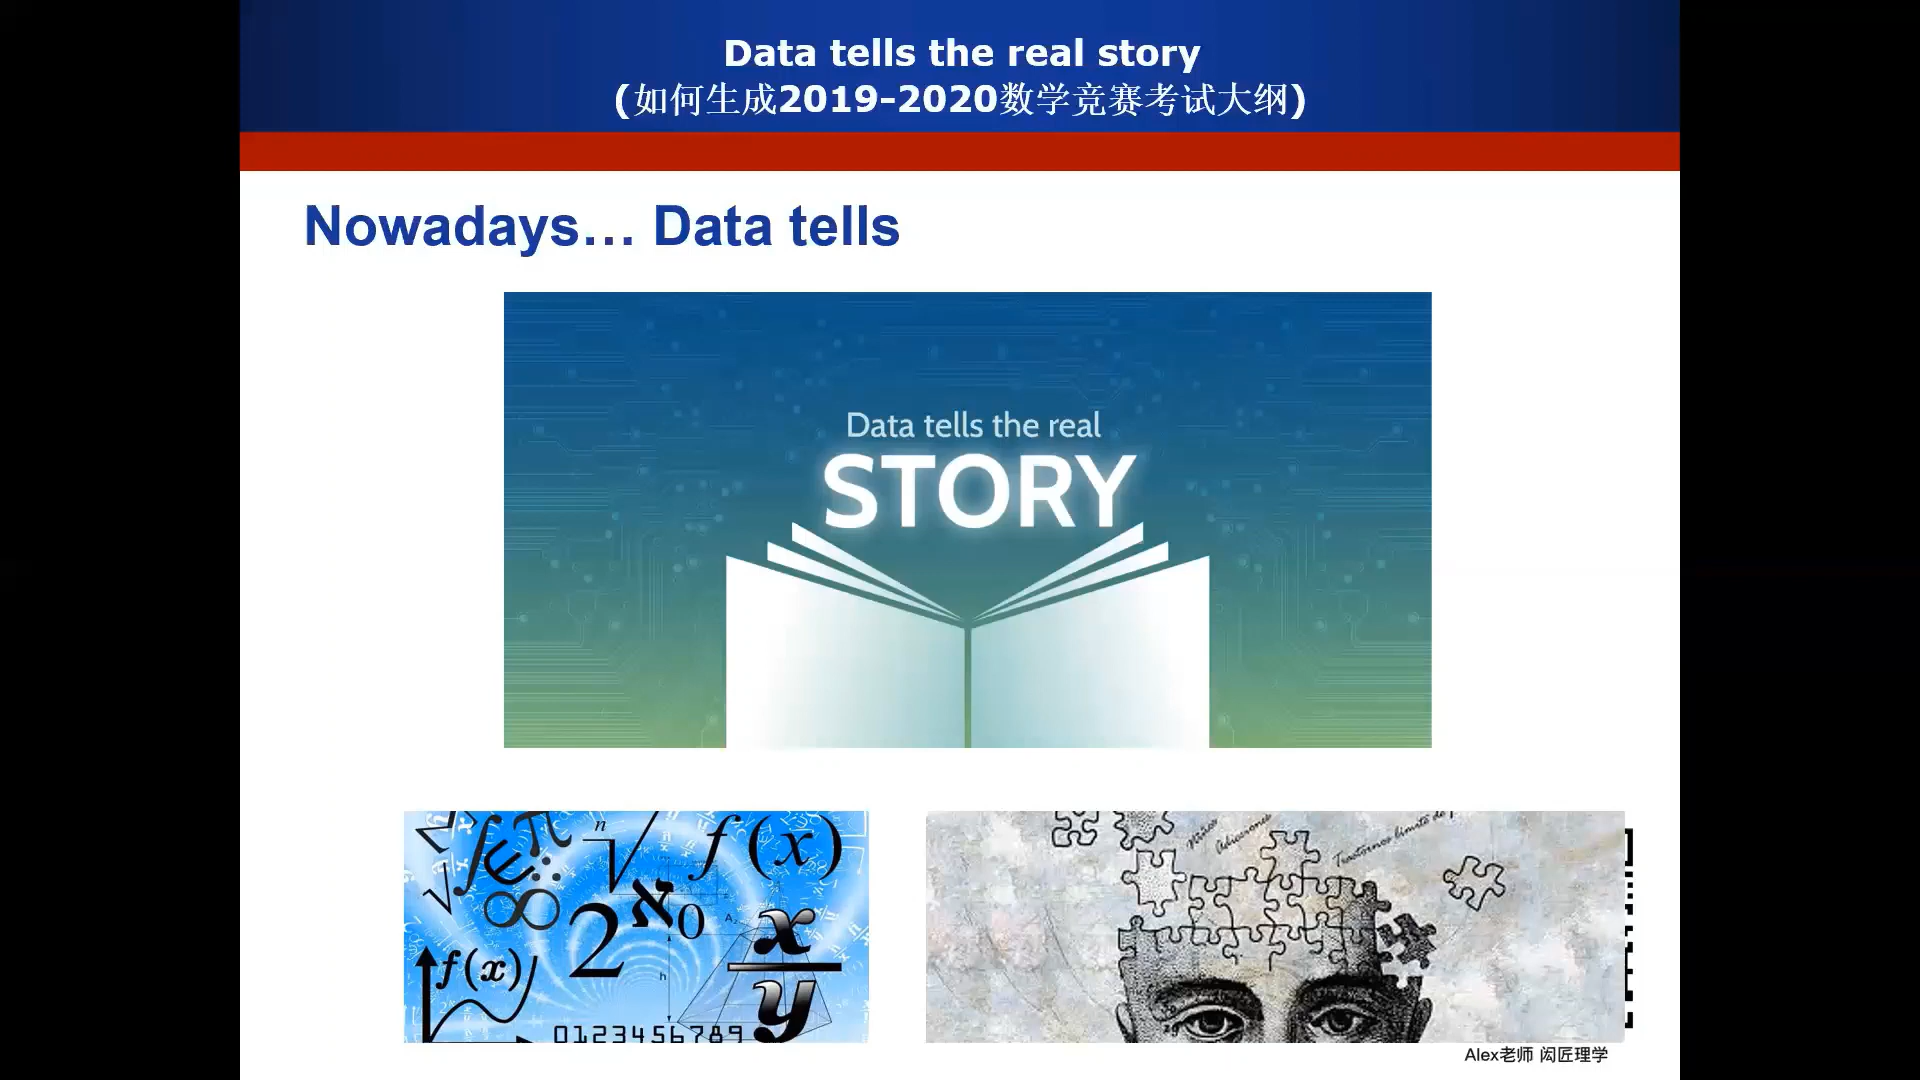 Data tells the real story
(如何生成2019-2020数学竞赛考试大纲)
Nowadays… Data tells
Data tells the real
STORY
n
f(x)
2ℵ0
x
y
f(x)
h
0123456789
Alex老师 闳匠理学